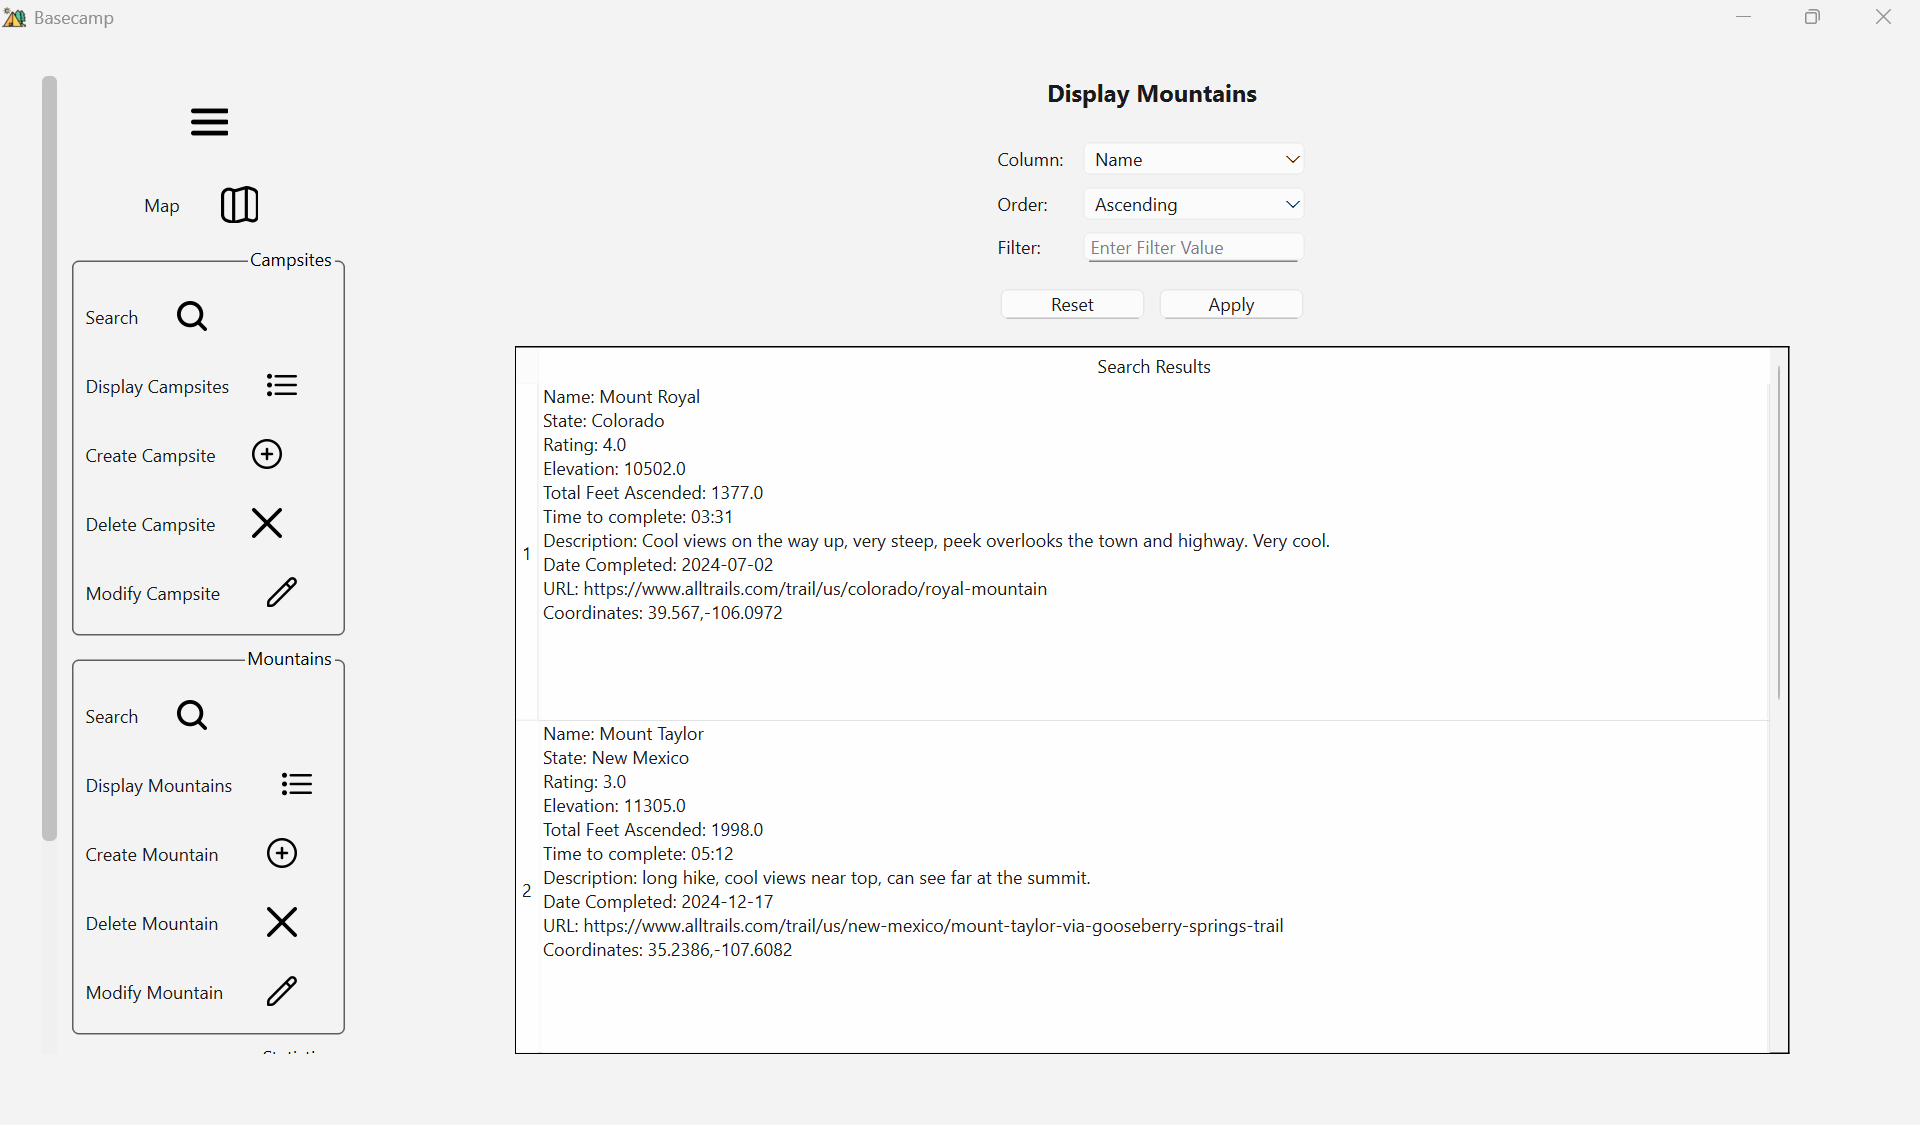 Basecamp
Map
Campsites
Search
Display Campsites
Create Campsite
Delete Campsite
Modify Campsite
Mountains
Search
Display Mountains
Create Mountain
Delete Mountain
Modify Mountain
Display Mountains
Column: Name
Order: Ascending
Filter: Enter Filter Value
Reset Apply
Search Results
1
Name: Mount Royal
State: Colorado
Rating: 4.0
Elevation: 10502.0
Total Feet Ascended: 1377.0
Time to complete: 03:31
Description: Cool views on the way up, very steep, peek overlooks the town and highway. Very cool.
Date Completed: 2024-07-02
URL: https://www.alltrails.com/trail/us/colorado/royal-mountain
Coordinates: 39.567,-106.0972
2
Name: Mount Taylor
State: New Mexico
Rating: 3.0
Elevation: 11305.0
Total Feet Ascended: 1998.0
Time to complete: 05:12
Description: long hike, cool views near top, can see far at the summit.
Date Completed: 2024-12-17
URL: https://www.alltrails.com/trail/us/new-mexico/mount-taylor-via-gooseberry-springs-trail
Coordinates: 35.2386,-107.6082